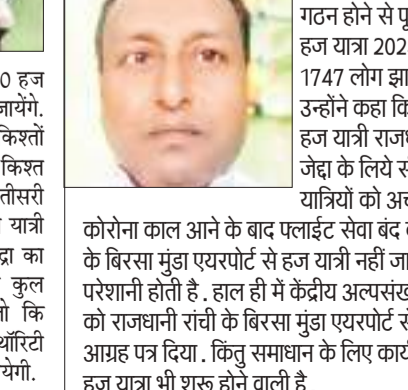 0 हज
जायेंगे.
किश्तों
किश्त
तीसरी
यात्री
द्रा का
कुल
कि
थॉरिटी
येगी.
गठन होने से पू
हज यात्रा 202
1747 लोग झा
उन्होंने कहा कि
हज यात्री राजध
जेद्दा के लिये स
यात्रियों को अच
कोरोना काल आने के बाद फ्लाईट सेवा बंद
के बिरसा मुंडा एयरपोर्ट से हज यात्री नहीं जा
परेशानी होती है . हाल ही में केंद्रीय अल्पसंख
को राजधानी रांची के बिरसा मुंडा एयरपोर्ट से
आग्रह पत्र दिया . किंतु समाधान के लिए कार्य
हज यात्रा भी शुरू होने वाली है